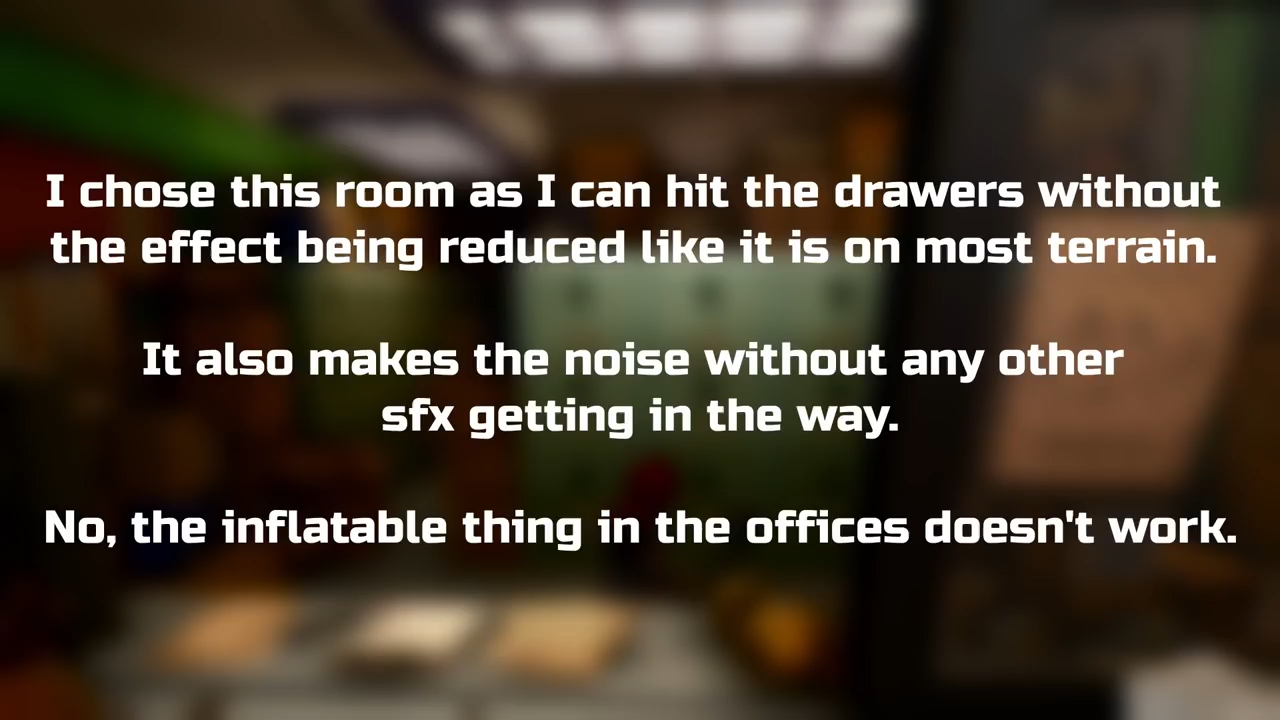 I chose this room as I can hit the drawers without
the effect being reduced like it is on most terrain.
It also makes the noise without any other
sfx getting in the way.
No, the inflatable thing in the offices doesn't work.